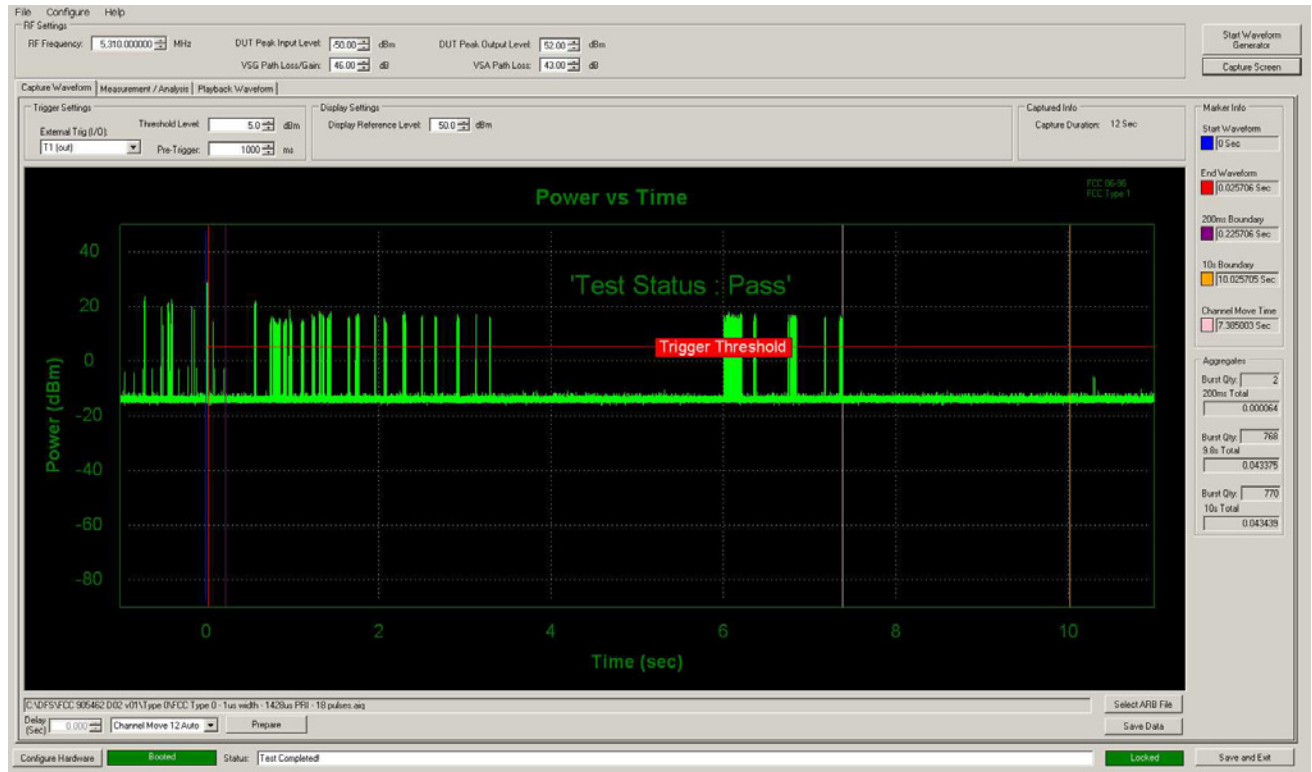 File Configure Help
RF Settings
RF Frequency: 5,310.000000 MHz DUT Peak Input Level: -50.00 dBm DUT Peak Output Level: 52.00 dBm
VSG Path Loss/Gain: 46.00 dB VSA Path Loss: 43.00 dB
Start Waveform Generator
Capture Screen
Capture Waveform Measurement / Analysis Playback Waveform
Trigger Settings
External Trig (I/O): Threshold Level: 5.0 dBm
T1 (out) Pre-Trigger: 1000 ms
Display Settings
Display Reference Level: 50.0 dBm
Captured Info
Capture Duration: 12 Sec
Marker Info
Start Waveform
0 Sec
End Waveform
0.025706 Sec
200ms Boundary
0.225706 Sec
10s Boundary
10.025705 Sec
Channel Move Time
7.385003 Sec
Aggregates
Burst Qty: 2
200ms Total
0.000064
Burst Qty: 768
9.8s Total
0.043375
Burst Qty: 770
10s Total
0.043439
Power vs Time
FCC 06-96
FCC Type 1
'Test Status : Pass'
Trigger Threshold
Power (dBm)
40
20
0
-20
-40
-60
-80
0 2 4 6 8 10
Time (sec)
C:\DFS\FCC 905462 D02 v01\Type 0\FCC Type 0 - 1us width - 1428us PRI - 18 pulses.aiq
Select ARB File
Delay (Sec) 0.000 Channel Move 12 Auto Prepare
Save Data
Configure Hardware Booted Status: Test Completed! Locked Save and Exit